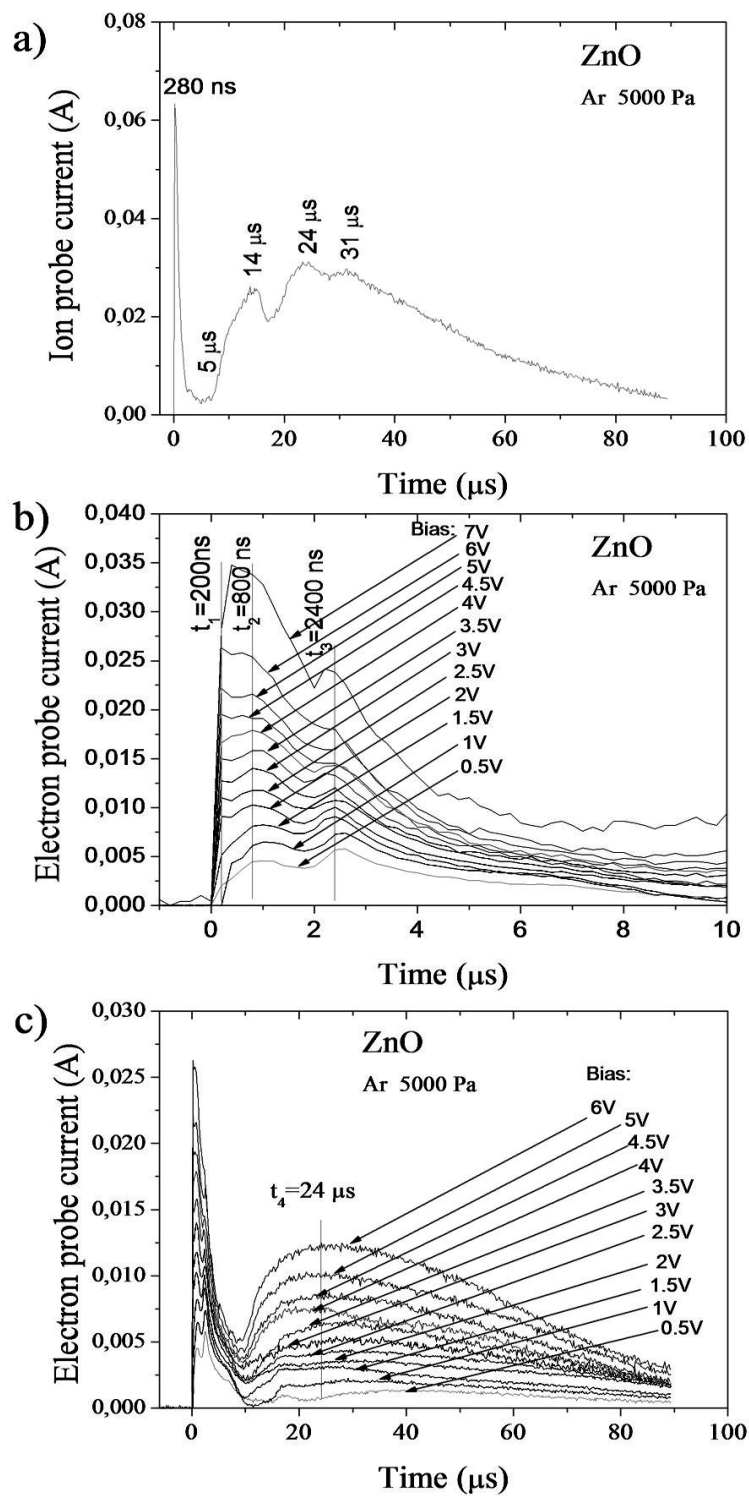 a)
0,08
0,06
0,04
0,02
0,00
Ion probe current (A)
ZnO
Ar 5000 Pa
280 ns
5 μs
14 μs
24 μs
31 μs
0 20 40 60 80 100
Time (μs)
b)
0,040
0,035
0,030
0,025
0,020
0,015
0,010
0,005
0,000
Electron probe current (A)
t1=200ns
t2=800 ns
t3=2400 ns
Bias: 7V
6V
5V
4.5V
4V
3.5V
3V
2.5V
2V
1.5V
1V
0.5V
ZnO
Ar 5000 Pa
0 2 4 6 8 10
Time (μs)
c)
0,030
0,025
0,020
0,015
0,010
0,005
0,000
Electron probe current (A)
ZnO
Ar 5000 Pa
Bias:
6V
5V
4.5V
4V
3.5V
3V
2.5V
2V
1.5V
1V
0.5V
t4=24 μs
0 20 40 60 80 100
Time (μs)